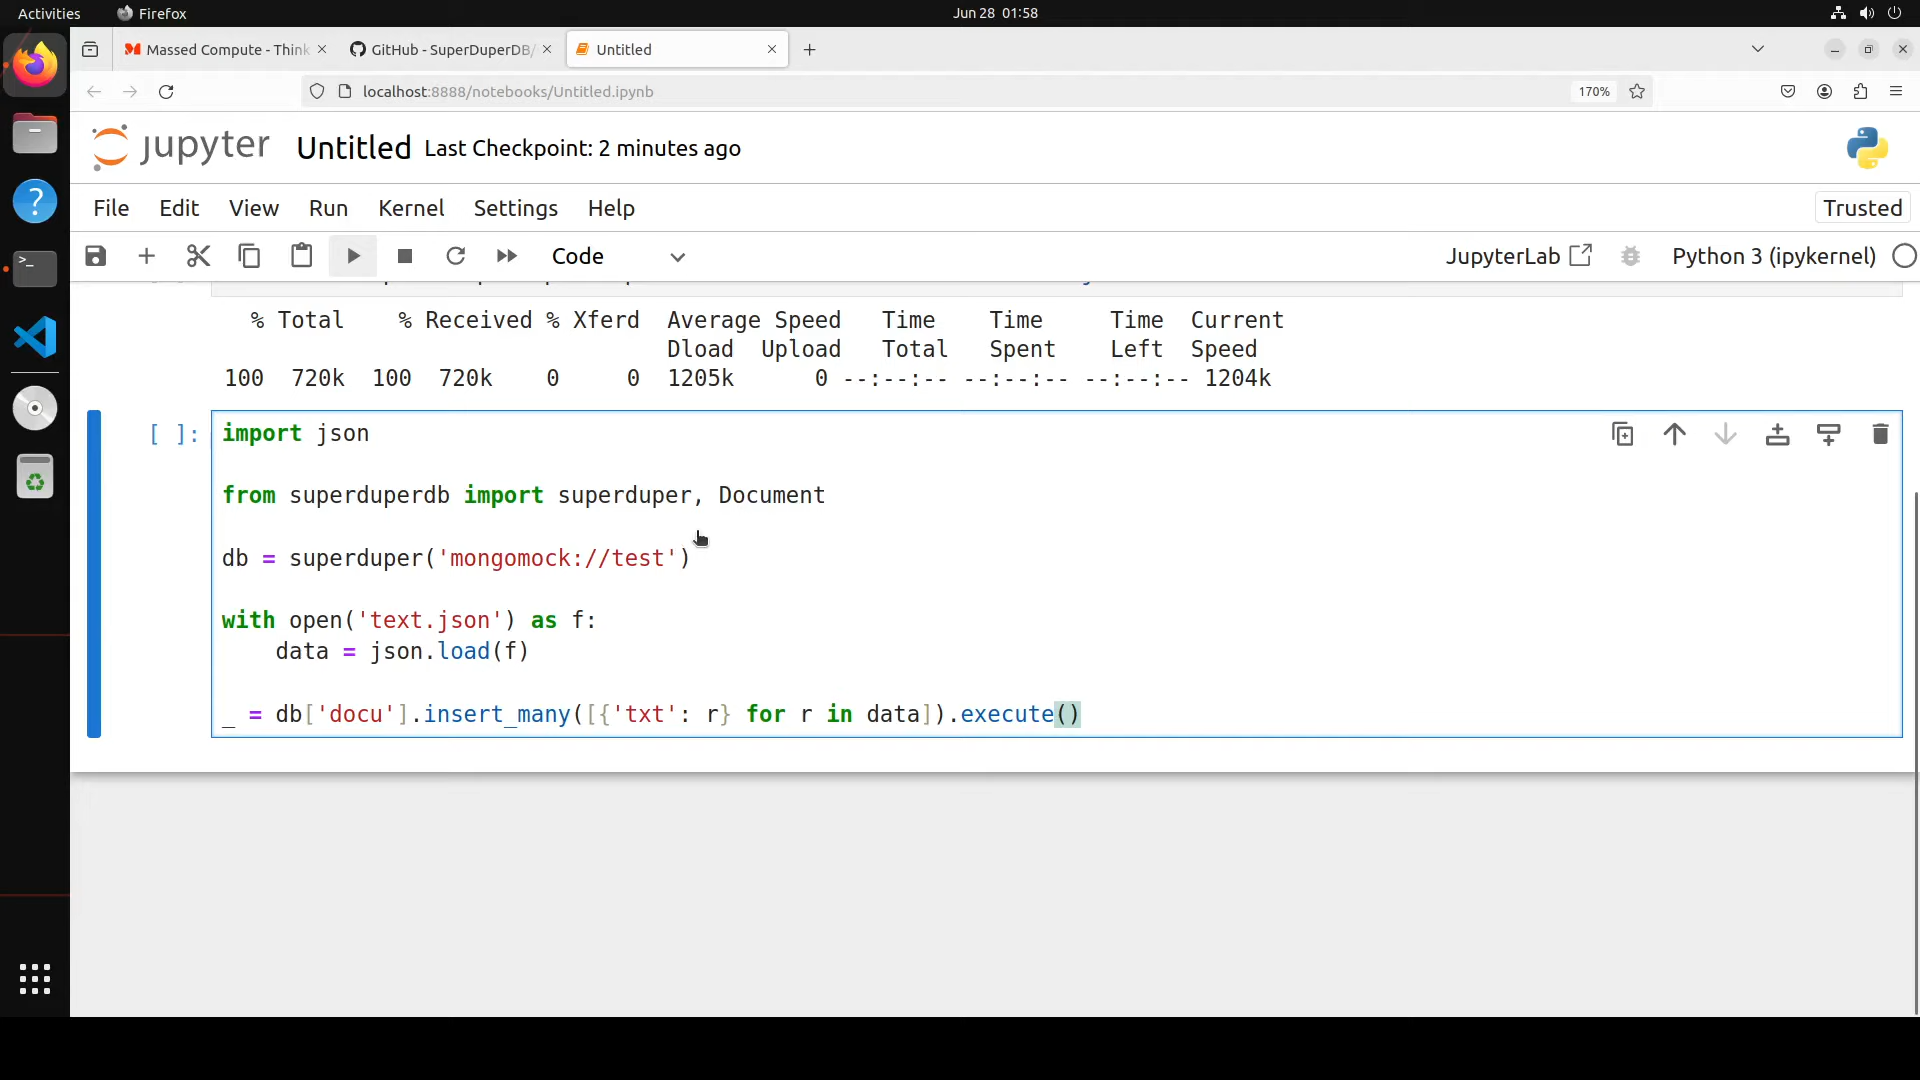 Activities Firefox Jun 28 01:58
Massed Compute - Think GitHub - SuperDuperDB/ Untitled
localhost:8888/notebooks/Untitled.ipynb 170%
jupyter Untitled Last Checkpoint: 2 minutes ago
File Edit View Run Kernel Settings Help Trusted
Code JupyterLab Python 3 (ipykernel)
% Total % Received % Xferd Average Speed Time Time Time Current
Dload Upload Total Spent Left Speed
100 720k 100 720k 0 0 1205k 0 --:--:-- --:--:-- --:--:-- 1204k
[ ]: import json
from superduperdb import superduper, Document
db = superduper('mongomock://test')
with open('text.json') as f:
    data = json.load(f)
_ = db['docu'].insert_many([{'txt': r} for r in data]).execute()